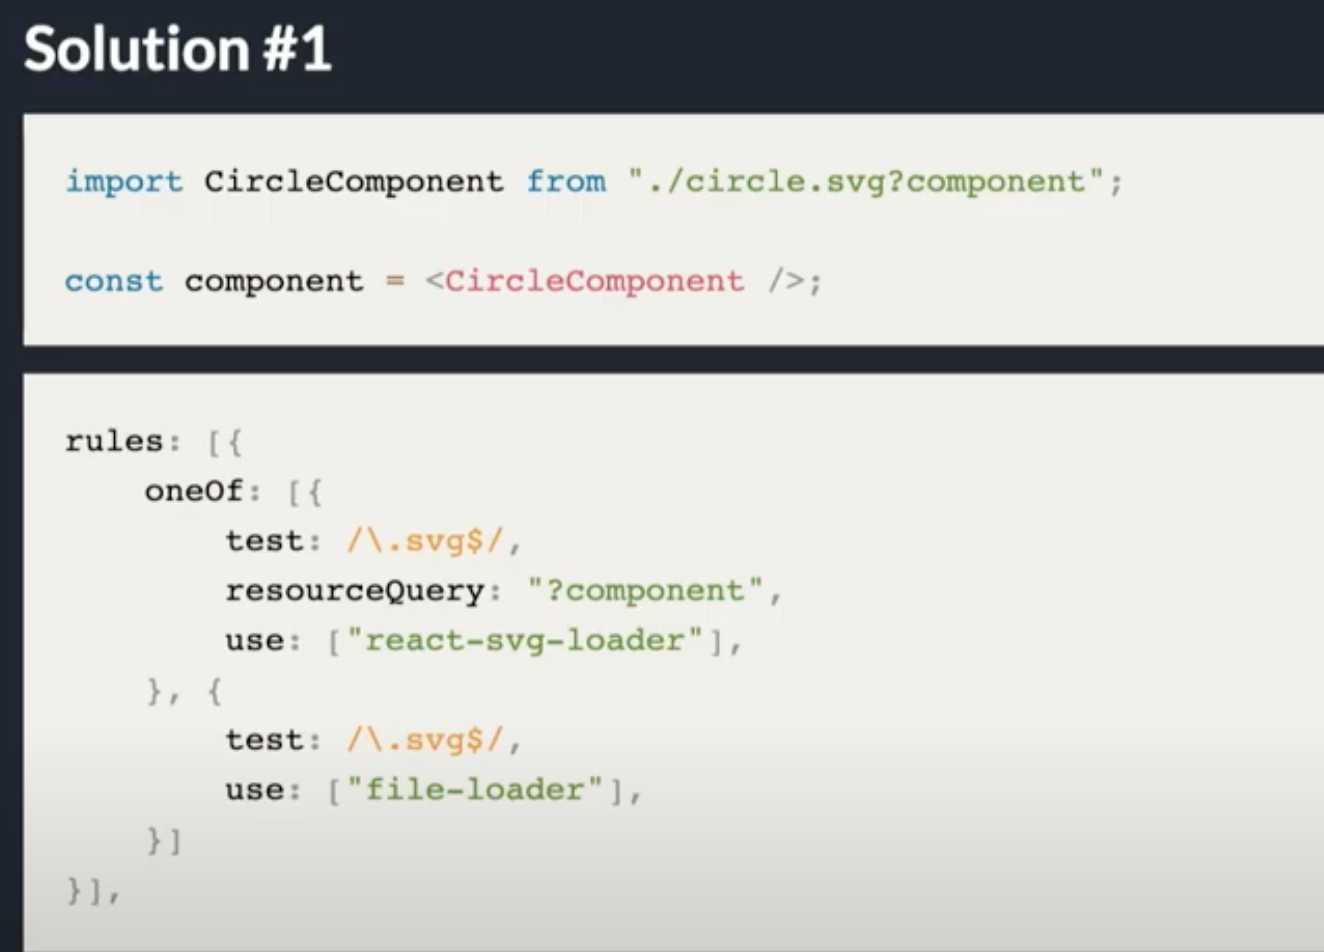 Solution #1
import CircleComponent from "./circle.svg?component";
const component = <CircleComponent />;
rules: [{
oneOf: [{
test: /\.svg$/,
resourceQuery: "?component",
use: ["react-svg-loader"],
}, {
test: /\.svg$/,
use: ["file-loader"],
}]
}],